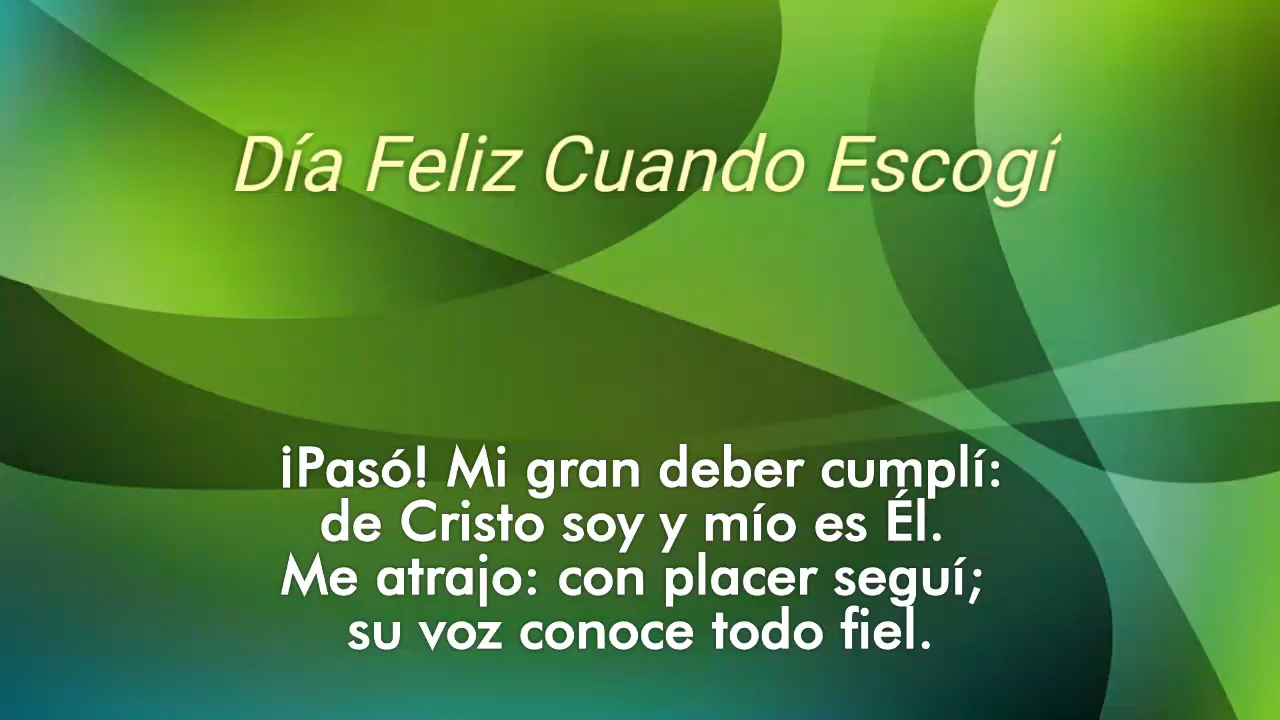 Día Feliz Cuando Escogí
¡Pasó! Mi gran deber cumplí:
de Cristo soy y mío es Él.
Me atrajo: con placer seguí;
su voz conoce todo fiel.